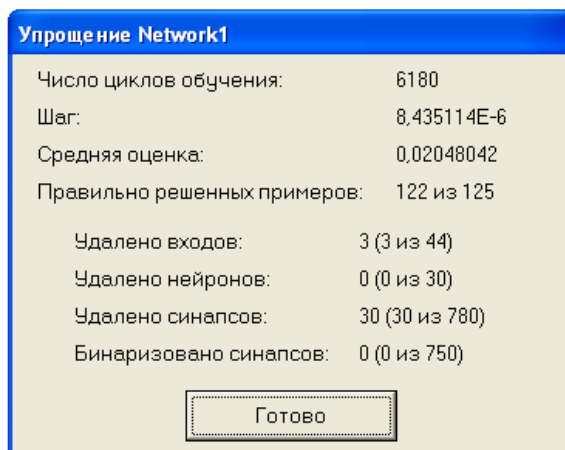 Упрощение Network1
Число циклов обучения: 6180
Шаг: 8,435114E-6
Средняя оценка: 0,02048042
Правильно решенных примеров: 122 из 125
Удалено входов: 3 (3 из 44)
Удалено нейронов: 0 (0 из 30)
Удалено синапсов: 30 (30 из 780)
Бинаризовано синапсов: 0 (0 из 750)
Готово